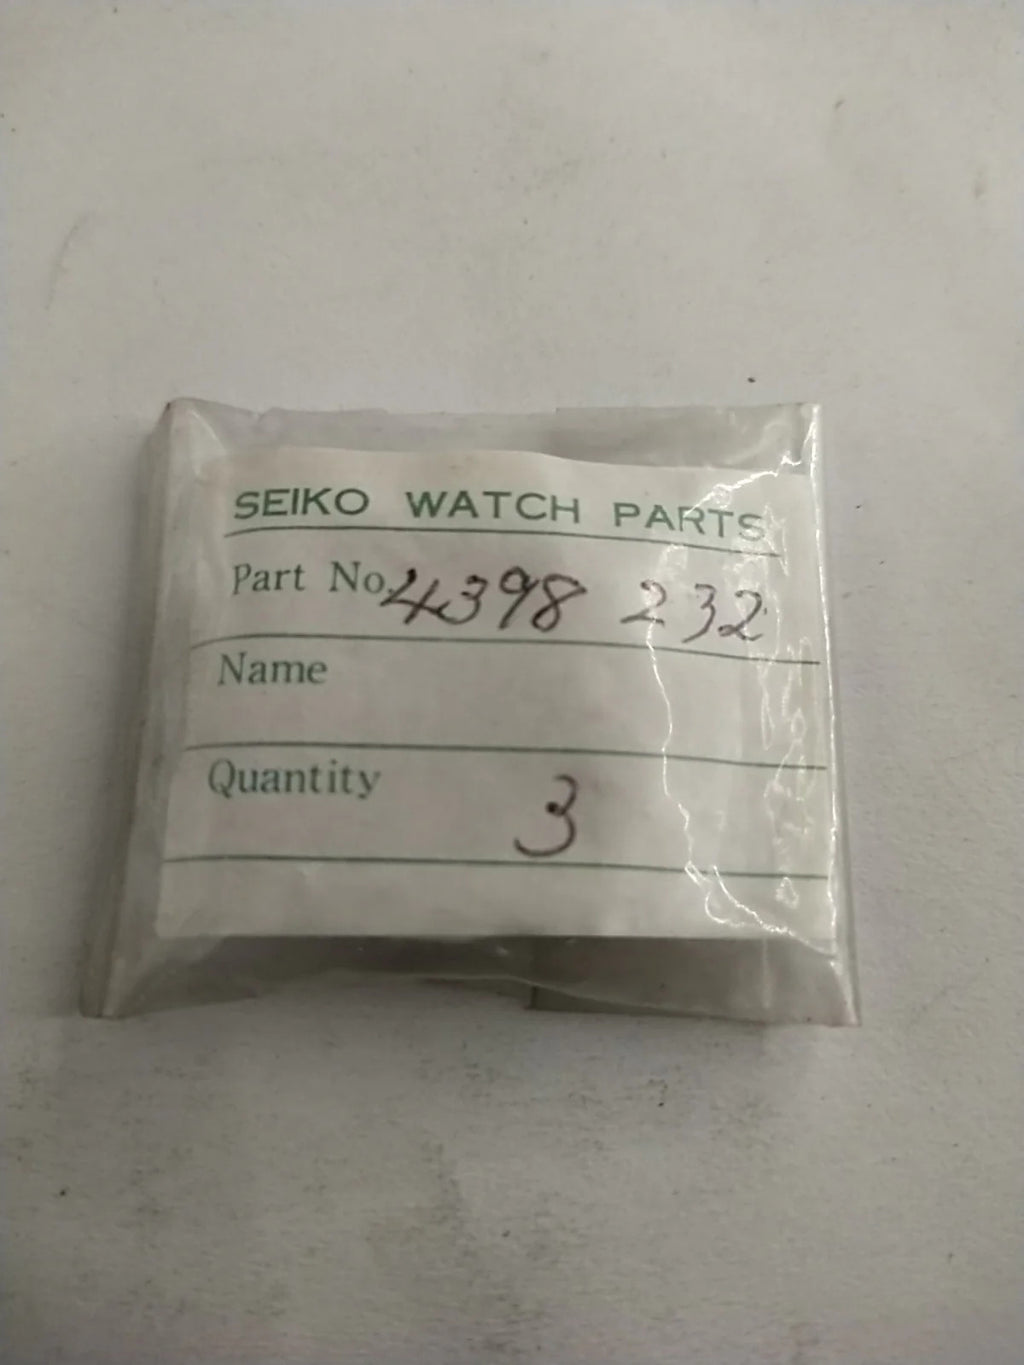 SEIKO WATCH PARTS
Part No. 4398 232
Name
Quantity 3